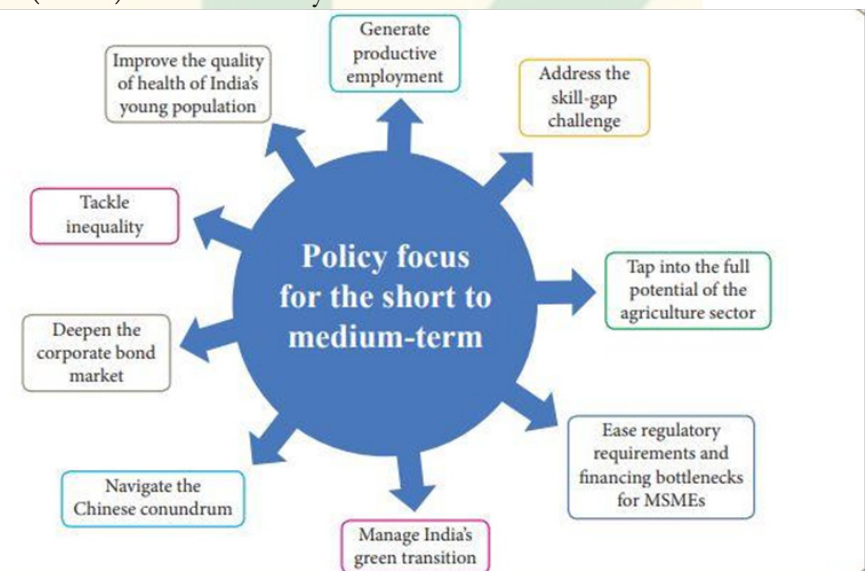 Generate
productive
employment
Address the
skill-gap
challenge
Tap into the full
potential of the
agriculture sector
Ease regulatory
requirements and
financing bottlenecks
for MSMEs
Manage India's
green transition
Navigate the
Chinese conundrum
Deepen the
corporate bond
market
Tackle
inequality
Improve the quality
of health of India's
young population
Policy focus
for the short to
medium-term